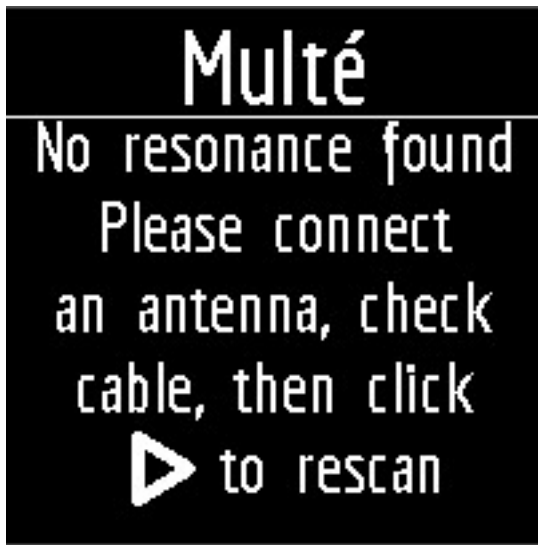 Multé
No resonance found
Please connect
an antenna, check
cable, then click
to rescan